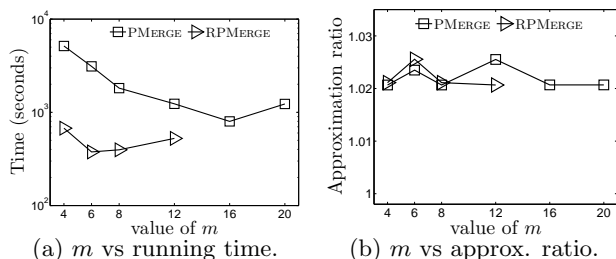 PMERGE RPMERGE
10^4
10^3
10^2
Time (seconds)
4 6 8 12 16 20
value of m
(a) m vs running time.
PMERGE RPMERGE
1.03
1.02
1.01
1
Approximation ratio
4 6 8 12 16 20
value of m
(b) m vs approx. ratio.